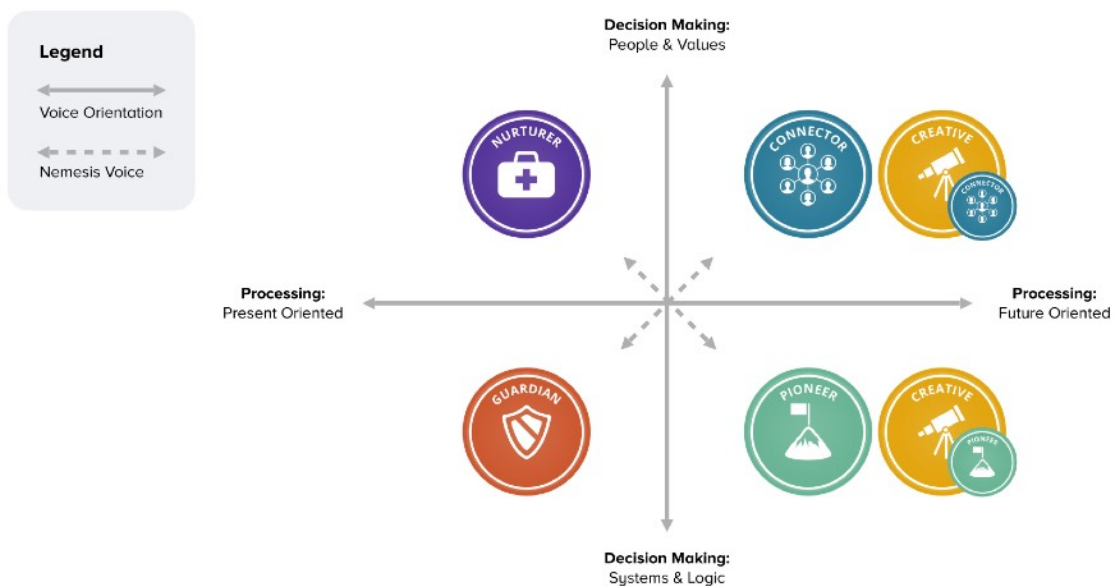 Legend
Voice Orientation
Nemesis Voice
Decision Making:
People & Values
NURTURER
CONNECTOR
CREATIVE
CONNECTOR
Processing:
Present Oriented
Processing:
Future Oriented
GUARDIAN
PIONEER
CREATIVE
PIONEER
Decision Making:
Systems & Logic